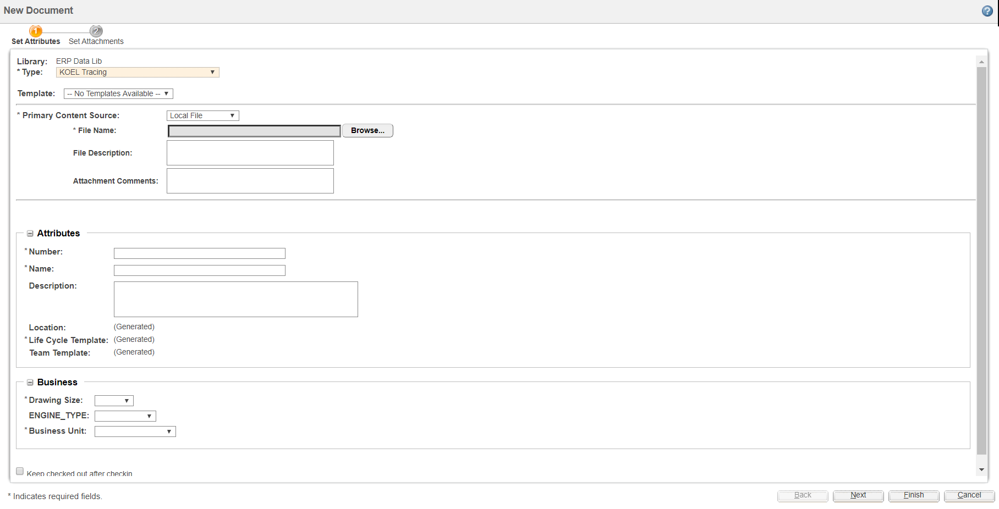 New Document
?
1 2
Set Attributes Set Attachments
Library: ERP Data Lib
* Type: KOEL Tracing
Template: -- No Templates Available --
* Primary Content Source: Local File
* File Name: Browse...
File Description:
Attachment Comments:
Attributes
* Number:
* Name:
Description:
Location: (Generated)
* Life Cycle Template: (Generated)
Team Template: (Generated)
Business
* Drawing Size:
ENGINE_TYPE:
* Business Unit:
Keep checked out after checkin
* Indicates required fields.
Back Next Finish Cancel